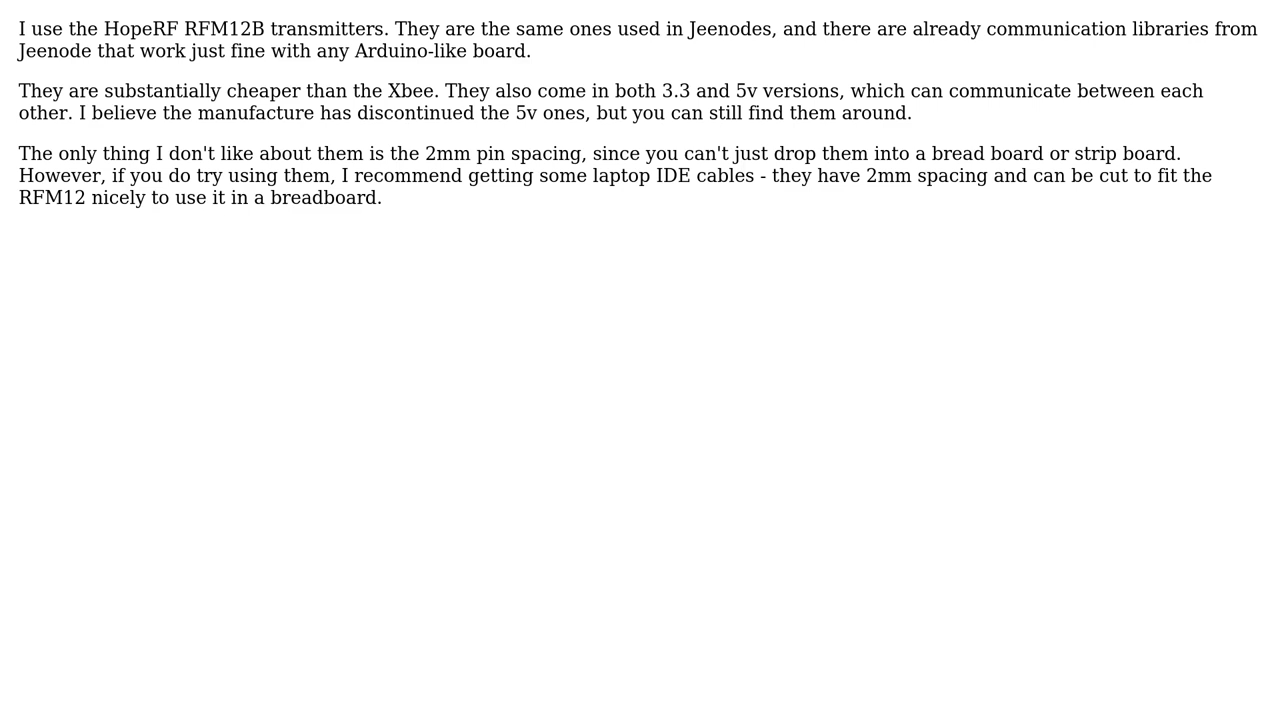 I use the HopeRF RFM12B transmitters. They are the same ones used in Jeenodes, and there are already communication libraries from
Jeenode that work just fine with any Arduino-like board.
They are substantially cheaper than the Xbee. They also come in both 3.3 and 5v versions, which can communicate between each
other. I believe the manufacture has discontinued the 5v ones, but you can still find them around.
The only thing I don't like about them is the 2mm pin spacing, since you can't just drop them into a bread board or strip board.
However, if you do try using them, I recommend getting some laptop IDE cables - they have 2mm spacing and can be cut to fit the
RFM12 nicely to use it in a breadboard.